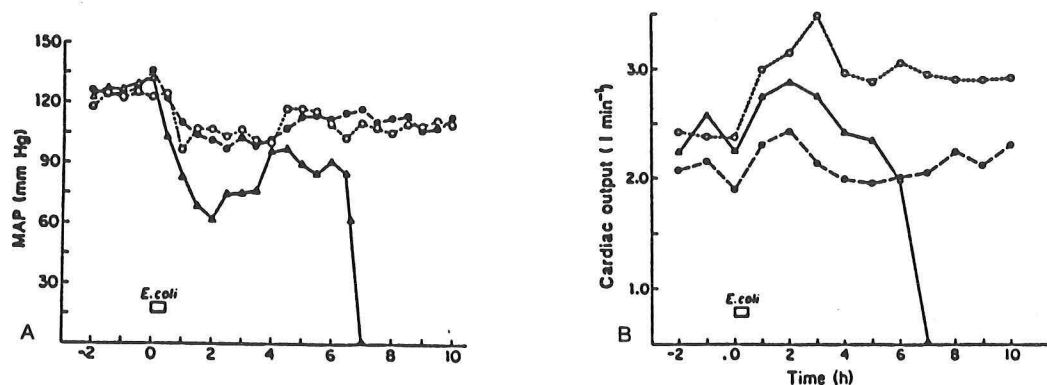 150
120
90
60
30
MAP (mm Hg)
E.coli
A
-2 0 2 4 6 8 10
3.0
2.0
1.0
Cardiac output ( l min⁻¹)
E.coli
B
-2 .0 2 4 6 8 10
Time (h)